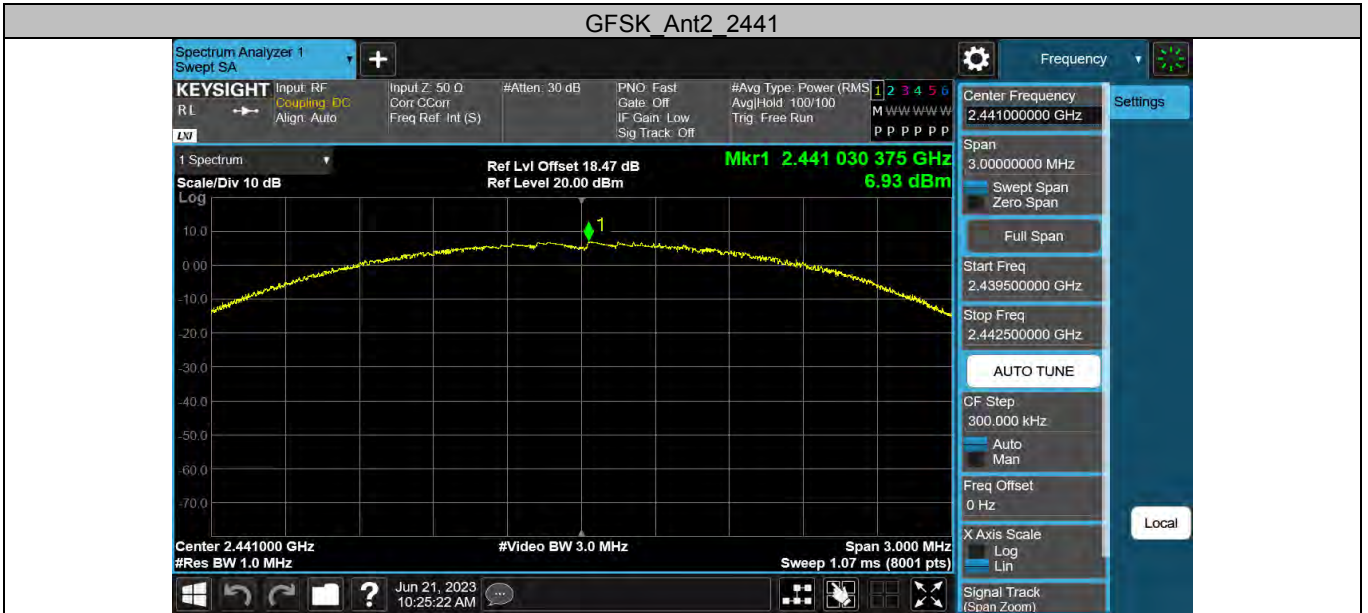 GFSK_Ant2_2441
Spectrum Analyzer 1
Swept SA
+
Frequency
KEYSIGHT
RL
LXI
Input: RF
Coupling: DC
Align: Auto
Input Z: 50 Ω
Corr CCorr
Freq Ref: Int (S)
#Atten: 30 dB
PNO: Fast
Gate: Off
IF Gain: Low
Sig Track: Off
#Avg Type: Power (RMS
Avg|Hold: 100/100
Trig: Free Run
1 2 3 4 5 6
M W W W W W
P P P P P P
1 Spectrum
Scale/Div 10 dB
Log
Ref Lvl Offset 18.47 dB
Ref Level 20.00 dBm
Mkr1 2.441 030 375 GHz
6.93 dBm
1
10.0
0.00
-10.0
-20.0
-30.0
-40.0
-50.0
-60.0
-70.0
Center 2.441000 GHz
#Res BW 1.0 MHz
#Video BW 3.0 MHz
Span 3.000 MHz
Sweep 1.07 ms (8001 pts)
Center Frequency
2.441000000 GHz
Settings
Span
3.00000000 MHz
Swept Span
Zero Span
Full Span
Start Freq
2.439500000 GHz
Stop Freq
2.442500000 GHz
AUTO TUNE
CF Step
300.000 kHz
Auto
Man
Freq Offset
0 Hz
X Axis Scale
Log
Lin
Local
Signal Track
(Span Zoom)
?
Jun 21, 2023
10:25:22 AM